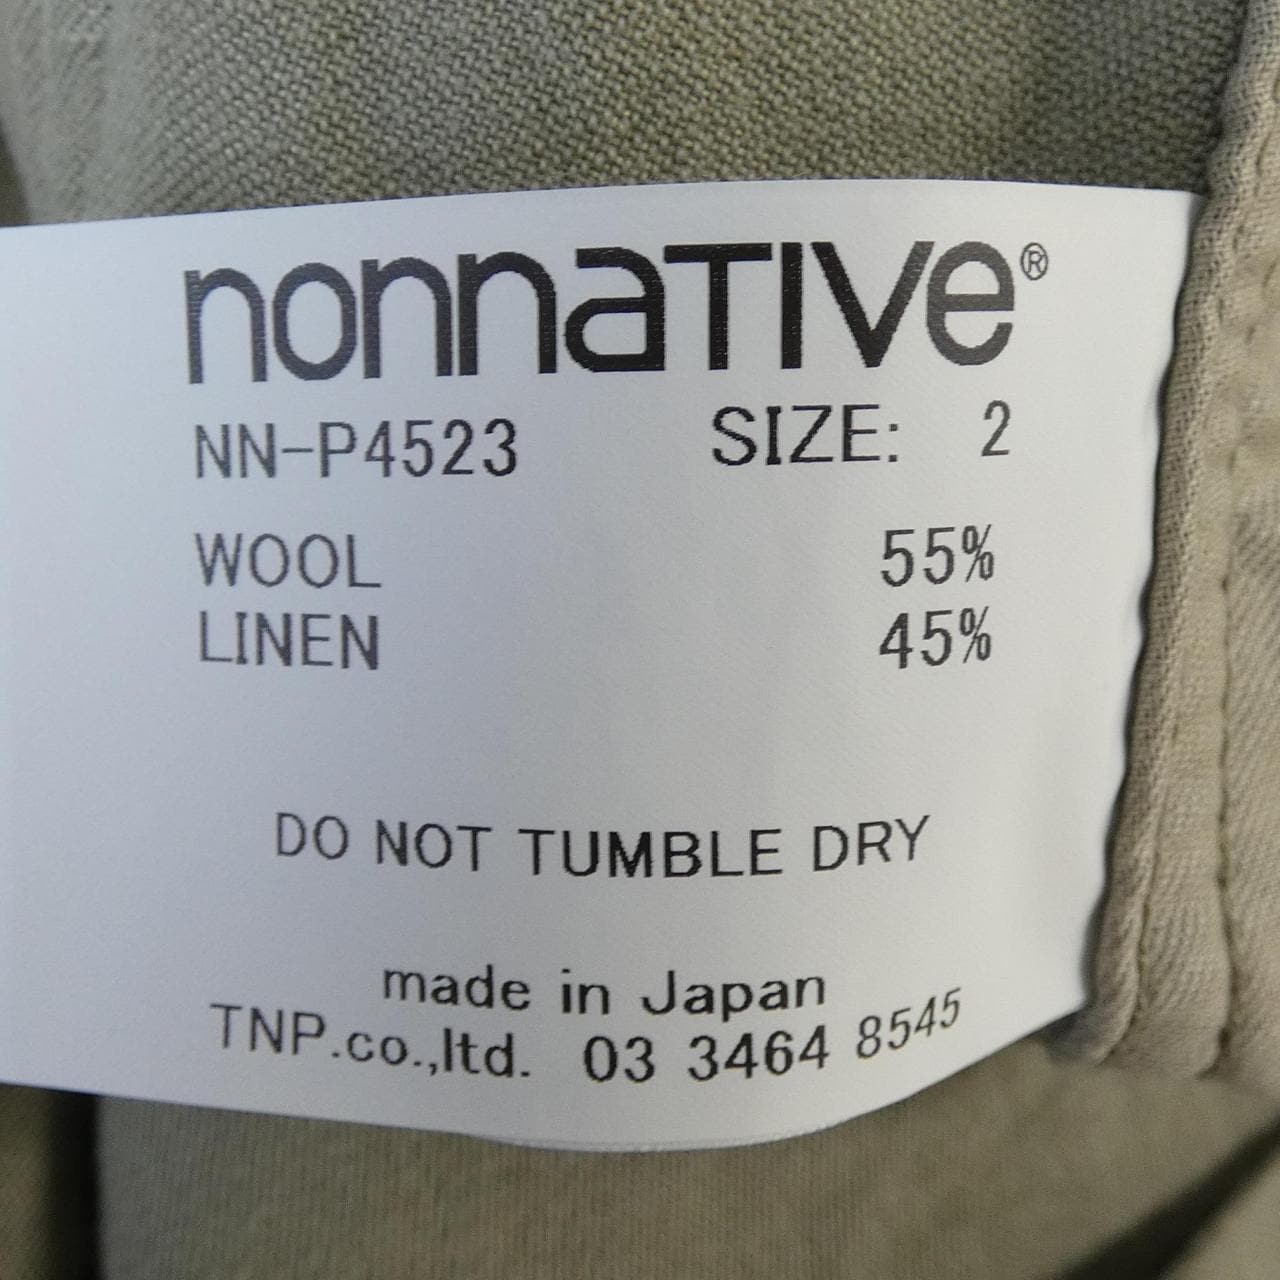 nonnaTIVe®
NN-P4523 SIZE: 2
WOOL 55%
LINEN 45%
DO NOT TUMBLE DRY
made in Japan
TNP.co.,ltd. 03 3464 8545